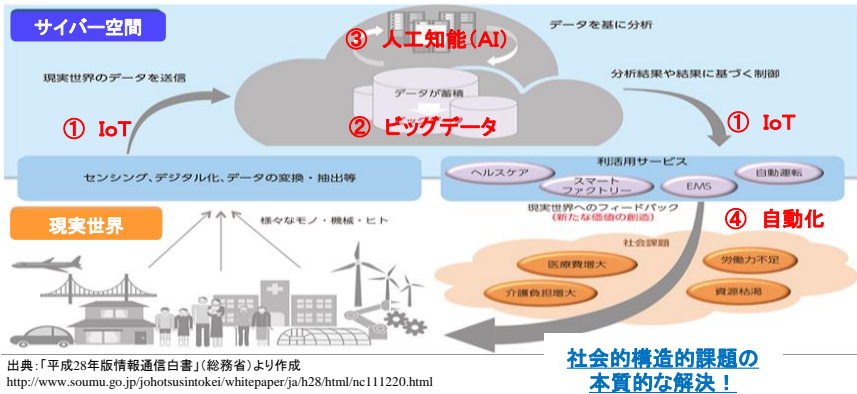 サイバー空間
③ 人工知能(AI)
データを基に分析
現実世界のデータを送信
分析結果や結果に基づく制御
データが蓄積
① IoT
② ビッグデータ
① IoT
センシング、デジタル化、データの変換・抽出等
利活用サービス
ヘルスケア
スマート
ファクトリー
EMS
自動運転
現実世界へのフィードバック
(新たな価値の創造)
④ 自動化
現実世界
様々なモノ・機械・ヒト
社会課題
医療費増大
労働力不足
介護負担増大
資源枯渇
社会的構造的課題の
本質的な解決！
出典:「平成28年版情報通信白書」(総務省)より作成
http://www.soumu.go.jp/johotsusintokei/whitepaper/ja/h28/html/nc111220.html